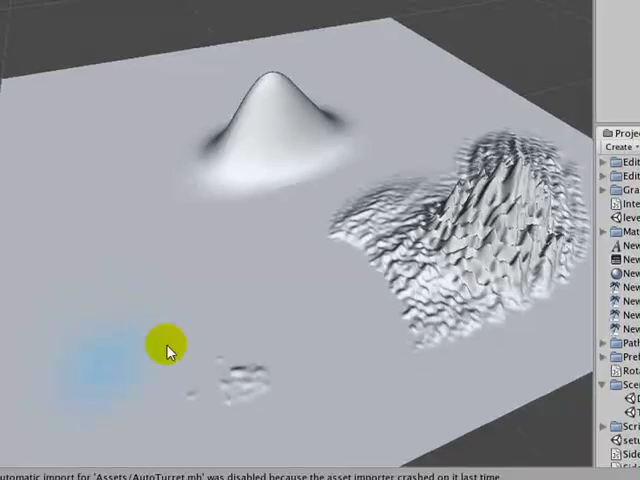 Proje
Create
Edit
Edit
Gra
Inte
leve
Mat
New
New
New
New
New
New
New
Path
Pref
Rota
Scen
Scri
setu
Side
utomatic import for 'Assets/AutoTurret.mb' was disabled because the asset importer crashed on it last time.